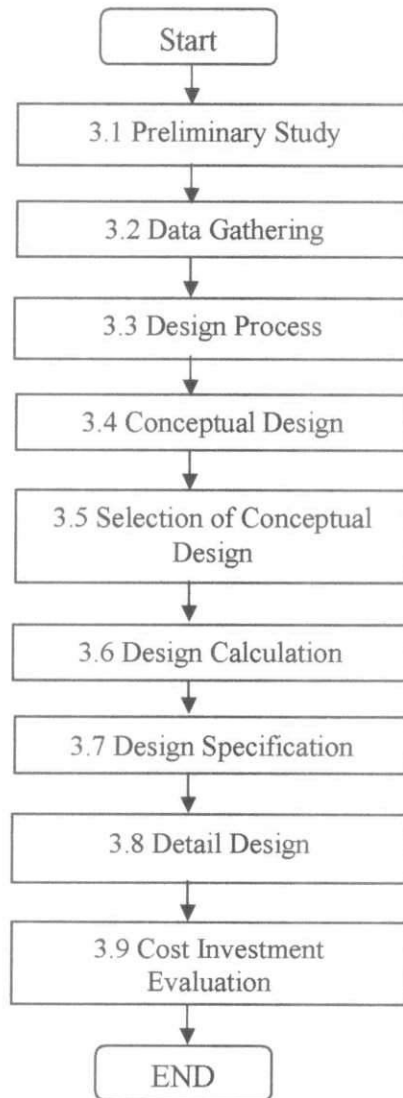 Start
3.1 Preliminary Study
3.2 Data Gathering
3.3 Design Process
3.4 Conceptual Design
3.5 Selection of Conceptual
Design
3.6 Design Calculation
3.7 Design Specification
3.8 Detail Design
3.9 Cost Investment
Evaluation
END